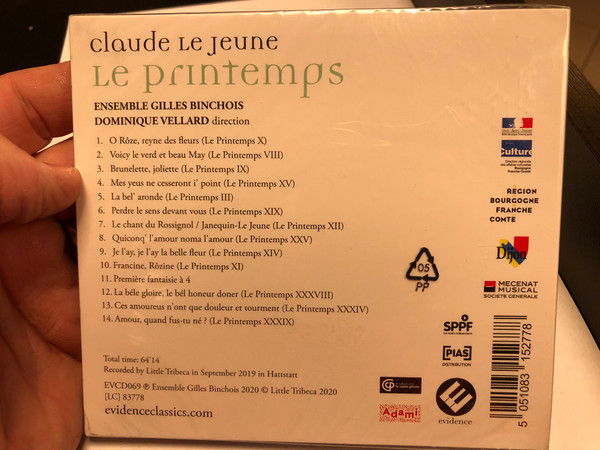 Claude Le Jeune
Le Printemps
ENSEMBLE GILLES BINCHOIS
DOMINIQUE VELLARD direction
1. O Rôze, reyne des fleurs (Le Printemps X)
2. Voicy le verd et beau May (Le Printemps VIII)
3. Brunelette, joliette (Le Printemps IX)
4. Mes yeus ne cesseront i' point (Le Printemps XV)
5. La bel' aronde (Le Printemps III)
6. Perdre le sens devant vous (Le Printemps XIX)
7. Le chant du Rossignol / Janequin-Le Jeune (Le Printemps XII)
8. Quiconq' l'amour noma l'amour (Le Printemps XXV)
9. Je l'ay, je l'ay la belle fleur (Le Printemps XIV)
10. Francine, Rôzine (Le Printemps XI)
11. Première fantaisie à 4
12. La béle gloire, le bél honeur doner (Le Printemps XXXVIII)
13. Ces amoureus n'ont que douleur et tourment (Le Printemps XXXIV)
14. Amour, quand fus-tu né ? (Le Printemps XXXIX)
Total time: 64'14
Recorded by Little Tribeca in September 2019 in Hattstatt
EVCD069 ℗ Ensemble Gilles Binchois 2020 © Little Tribeca 2020
[LC] 83778
evidenceclassics.com
Culture
REGION
BOURGOGNE
FRANCHE
COMTE
Dijon
MECENAT
MUSICAL
SOCIETE GENERALE
05
PP
SPPF
[PIAS]
DISTRIBUTION
Adami
evidence
5 051083 152778